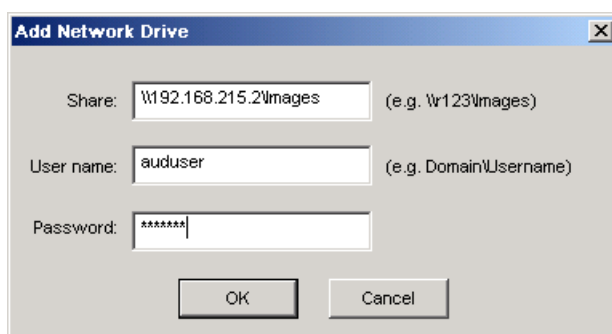 Add Network Drive
Share: \\192.168.215.2\Images (e.g. \\r123\Images)
User name: auduser (e.g. Domain\Username)
Password: *******
OK Cancel